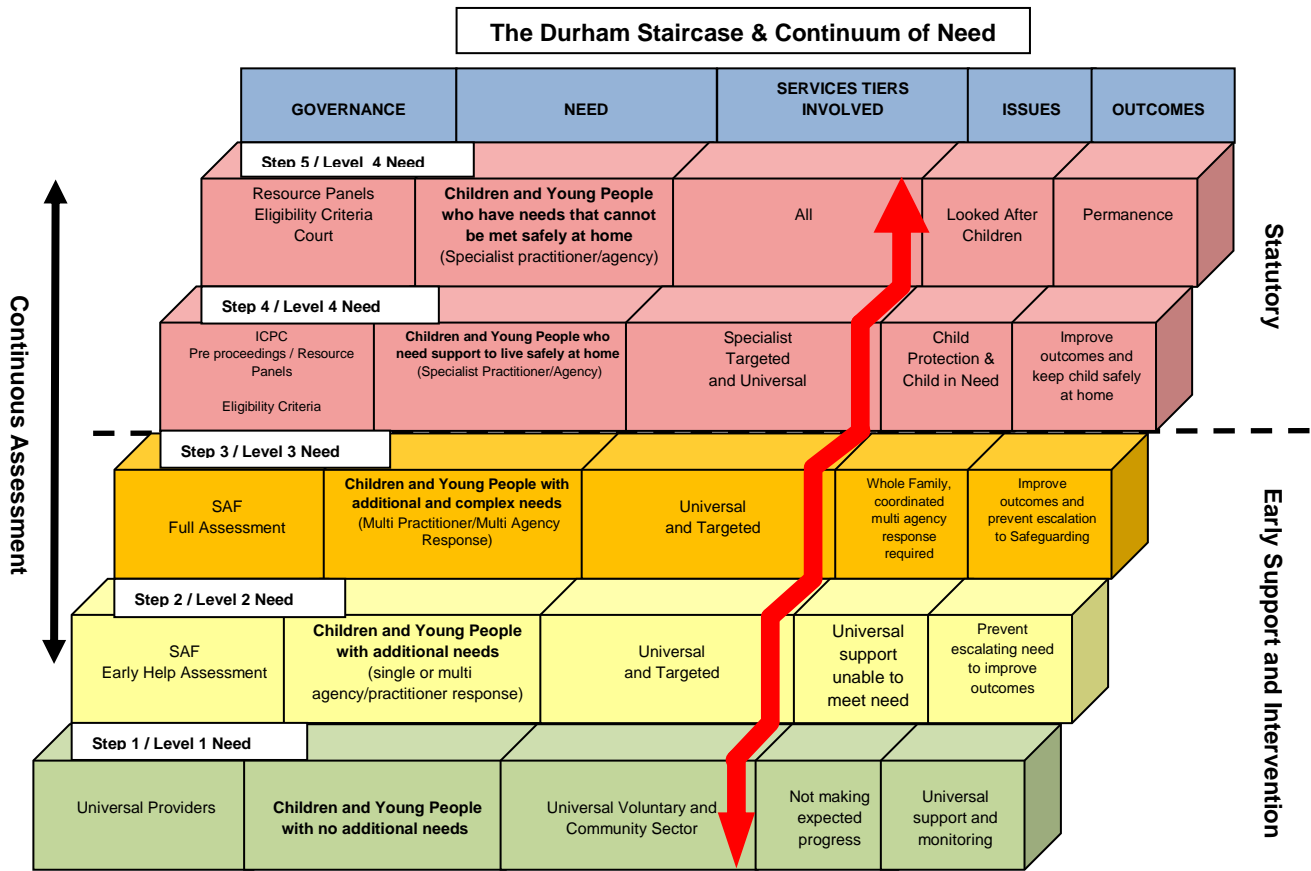 The Durham Staircase & Continuum of Need
GOVERNANCE
NEED
SERVICES TIERS
INVOLVED
ISSUES
OUTCOMES
Step 5 / Level 4 Need
Resource Panels
Eligibility Criteria
Court
Children and Young People
who have needs that cannot
be met safely at home
(Specialist practitioner/agency)
All
Looked After
Children
Permanence
Step 4 / Level 4 Need
ICPC
Pre proceedings / Resource
Panels
Eligibility Criteria
Children and Young People who
need support to live safely at home
(Specialist Practitioner/Agency)
Specialist
Targeted
and Universal
Child
Protection &
Child in Need
Improve
outcomes and
keep child safely
at home
Step 3 / Level 3 Need
SAF
Full Assessment
Children and Young People with
additional and complex needs
(Multi Practitioner/Multi Agency
Response)
Universal
and Targeted
Whole Family,
coordinated
multi agency
response
required
Improve
outcomes and
prevent escalation
to Safeguarding
Step 2 / Level 2 Need
SAF
Early Help Assessment
Children and Young People
with additional needs
(single or multi
agency/practitioner response)
Universal
and Targeted
Universal
support
unable to
meet need
Prevent
escalating need
to improve
outcomes
Step 1 / Level 1 Need
Universal Providers
Children and Young People
with no additional needs
Universal Voluntary and
Community Sector
Not making
expected
progress
Universal
support and
monitoring
Continuous Assessment
Statutory
Early Support and Intervention